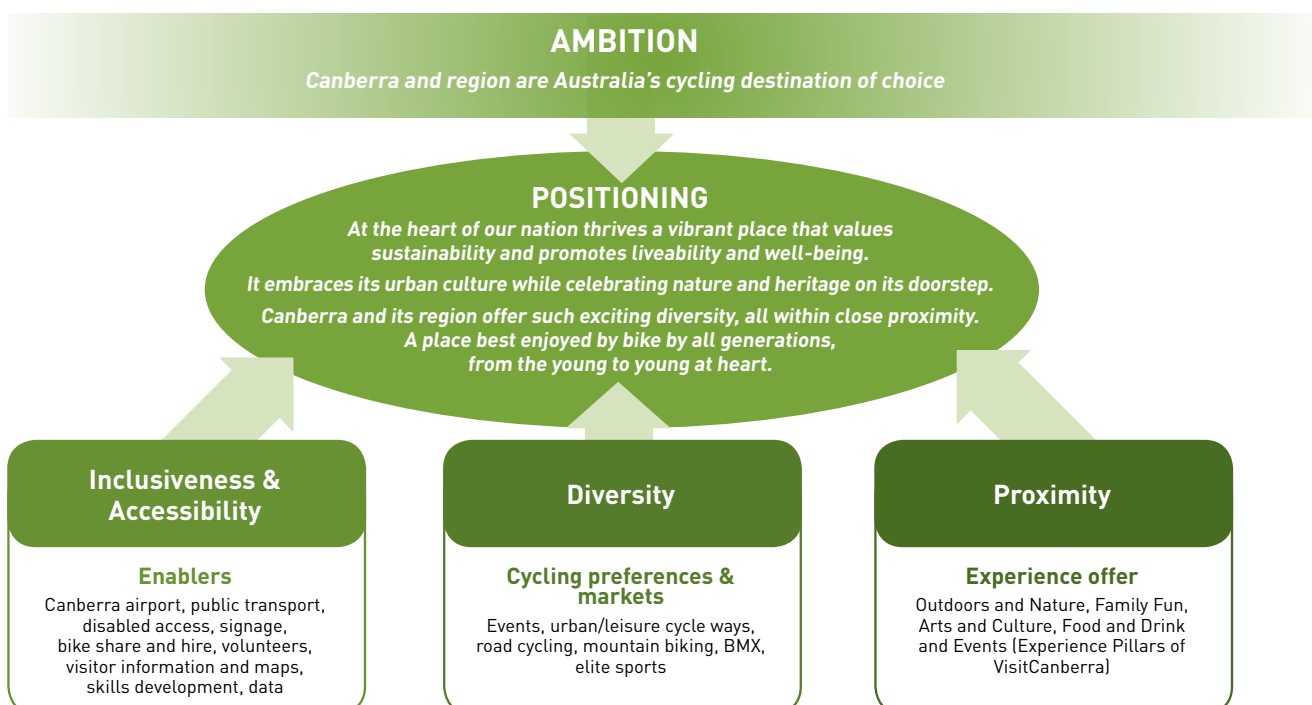 AMBITION
Canberra and region are Australia's cycling destination of choice
POSITIONING
At the heart of our nation thrives a vibrant place that values
sustainability and promotes liveability and well-being.
It embraces its urban culture while celebrating nature and heritage on its doorstep.
Canberra and its region offer such exciting diversity, all within close proximity.
A place best enjoyed by bike by all generations,
from the young to young at heart.
Inclusiveness &
Accessibility
Enablers
Canberra airport, public transport,
disabled access, signage,
bike share and hire, volunteers,
visitor information and maps,
skills development, data
Diversity
Cycling preferences &
markets
Events, urban/leisure cycle ways,
road cycling, mountain biking, BMX,
elite sports
Proximity
Experience offer
Outdoors and Nature, Family Fun,
Arts and Culture, Food and Drink
and Events (Experience Pillars of
VisitCanberra)